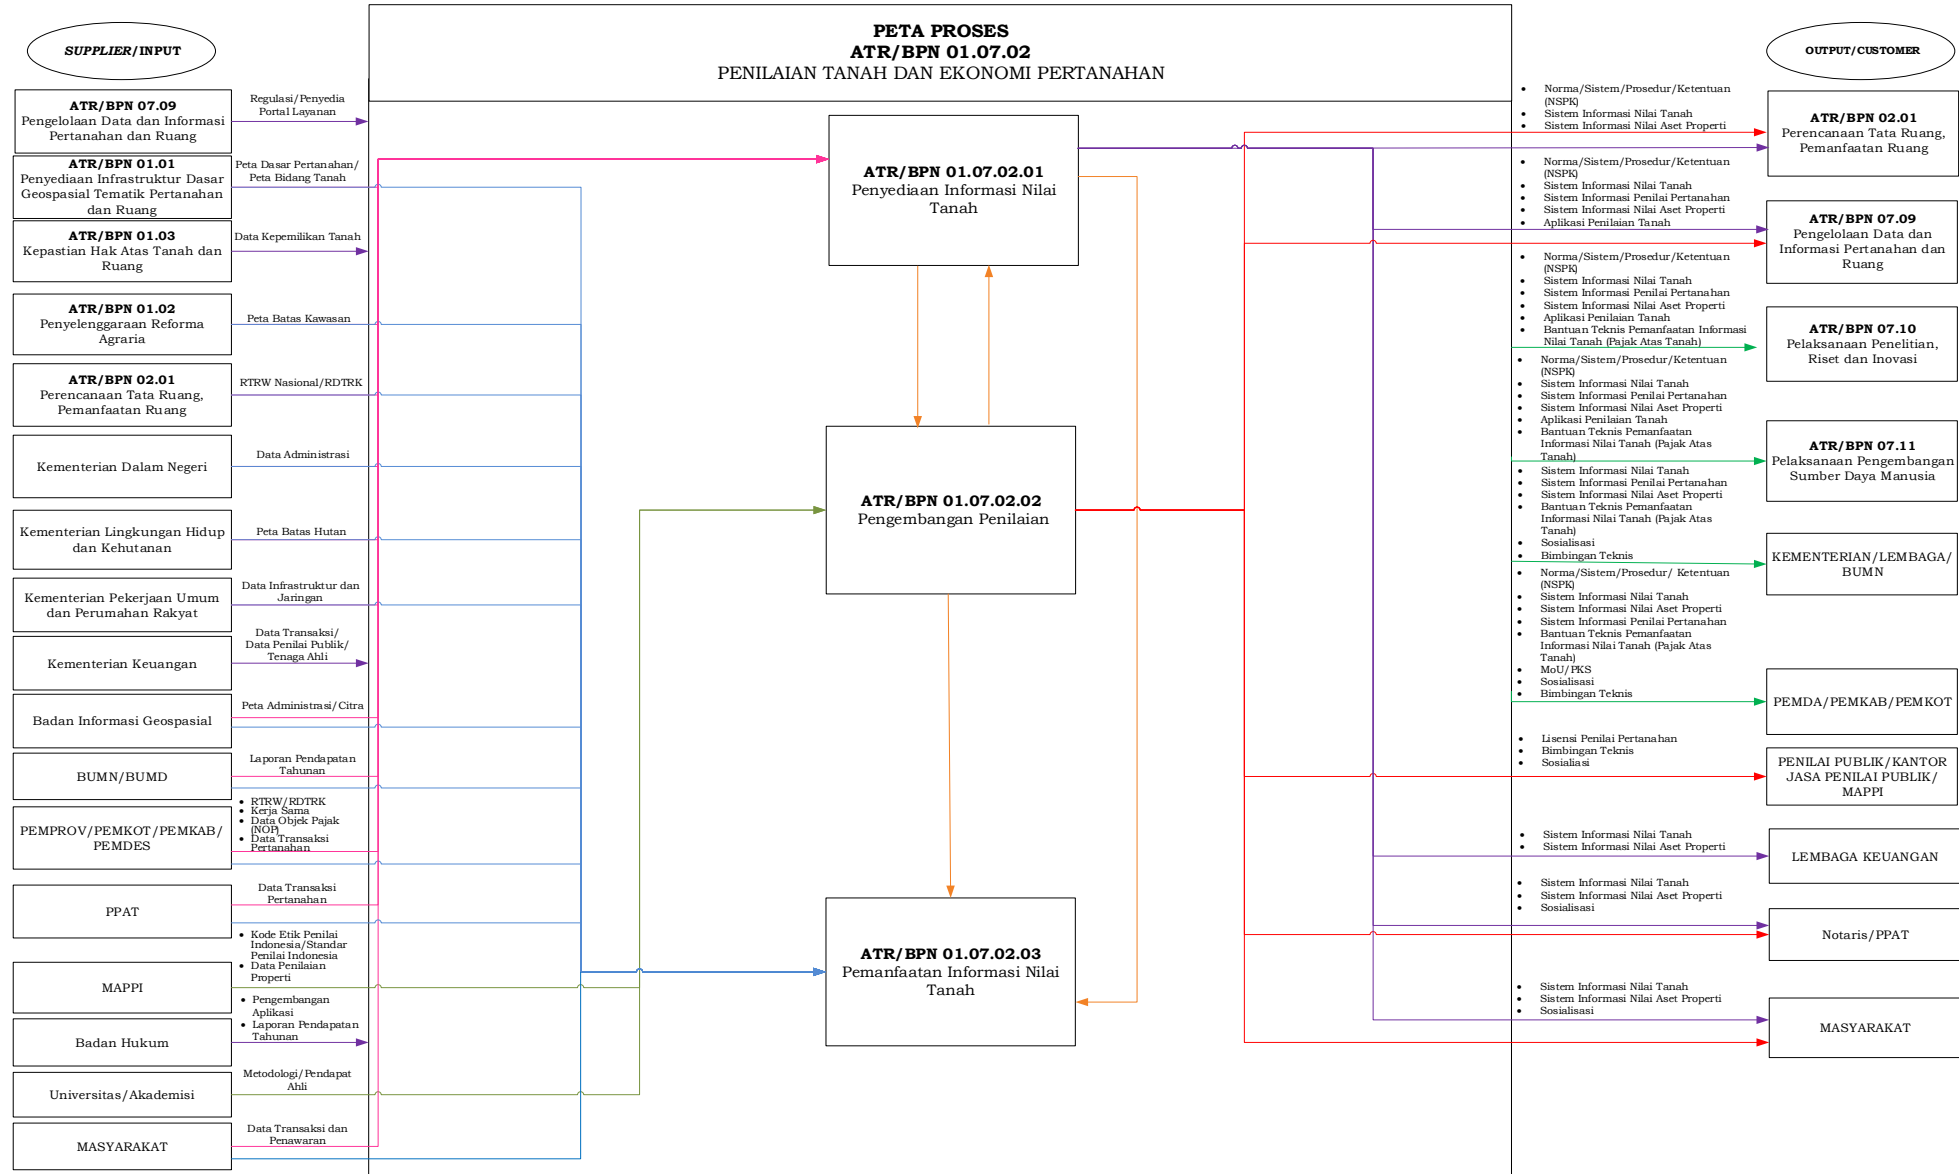 PETA PROSES
ATR/BPN 01.07.02
PENILAIAN TANAH DAN EKONOMI PERTANAHAN
SUPPLIER/INPUT
ATR/BPN 07.09
Pengelolaan Data dan Informasi
Pertanahan dan Ruang
Regulasi/Penyedia
Portal Layanan
ATR/BPN 01.01
Penyediaan Infrastruktur Dasar
Geospasial Tematik Pertanahan
dan Ruang
Peta Dasar Pertanahan/
Peta Bidang Tanah
ATR/BPN 01.03
Kepastian Hak Atas Tanah dan
Ruang
Data Kepemilikan Tanah
ATR/BPN 01.02
Penyelenggaraan Reforma
Agraria
Peta Batas Kawasan
ATR/BPN 02.01
Perencanaan Tata Ruang,
Pemanfaatan Ruang
RTRW Nasional/RDTRK
Kementerian Dalam Negeri
Data Administrasi
Kementerian Lingkungan Hidup
dan Kehutanan
Peta Batas Hutan
Kementerian Pekerjaan Umum
dan Perumahan Rakyat
Data Infrastruktur dan
Jaringan
Kementerian Keuangan
Data Transaksi/
Data Penilai Publik/
Tenaga Ahli
Badan Informasi Geospasial
Peta Administrasi/Citra
BUMN/BUMD
Laporan Pendapatan
Tahunan
PEMPROV/PEMKOT/PEMKAB/
PEMDES
• RTRW/RDTRK
• Kerja Sama
• Data Objek Pajak
(NOP)
• Data Transaksi
Pertanahan
PPAT
Data Transaksi
Pertanahan
MAPPI
• Kode Etik Penilai
Indonesia/Standar
Penilai Indonesia
• Data Penilaian
Properti
Badan Hukum
• Pengembangan
Aplikasi
• Laporan Pendapatan
Tahunan
Universitas/Akademisi
Metodologi/Pendapat
Ahli
MASYARAKAT
Data Transaksi dan
Penawaran
ATR/BPN 01.07.02.01
Penyediaan Informasi Nilai
Tanah
ATR/BPN 01.07.02.02
Pengembangan Penilaian
ATR/BPN 01.07.02.03
Pemanfaatan Informasi Nilai
Tanah
OUTPUT/CUSTOMER
• Norma/Sistem/Prosedur/Ketentuan
(NSPK)
• Sistem Informasi Nilai Tanah
• Sistem Informasi Nilai Aset Properti
ATR/BPN 02.01
Perencanaan Tata Ruang,
Pemanfaatan Ruang
• Norma/Sistem/Prosedur/Ketentuan
(NSPK)
• Sistem Informasi Nilai Tanah
• Sistem Informasi Penilai Pertanahan
• Sistem Informasi Nilai Aset Properti
• Aplikasi Penilaian Tanah
ATR/BPN 07.09
Pengelolaan Data dan
Informasi Pertanahan dan
Ruang
• Norma/Sistem/Prosedur/Ketentuan
(NSPK)
• Sistem Informasi Nilai Tanah
• Sistem Informasi Penilai Pertanahan
• Sistem Informasi Nilai Aset Properti
• Aplikasi Penilaian Tanah
• Bantuan Teknis Pemanfaatan Informasi
Nilai Tanah (Pajak Atas Tanah)
ATR/BPN 07.10
Pelaksanaan Penelitian,
Riset dan Inovasi
• Norma/Sistem/Prosedur/Ketentuan
(NSPK)
• Sistem Informasi Nilai Tanah
• Sistem Informasi Penilai Pertanahan
• Sistem Informasi Nilai Aset Properti
• Aplikasi Penilaian Tanah
• Bantuan Teknis Pemanfaatan
Informasi Nilai Tanah (Pajak Atas
Tanah)
ATR/BPN 07.11
Pelaksanaan Pengembangan
Sumber Daya Manusia
• Sistem Informasi Nilai Tanah
• Sistem Informasi Penilai Pertanahan
• Sistem Informasi Nilai Aset Properti
• Bantuan Teknis Pemanfaatan
Informasi Nilai Tanah (Pajak Atas
Tanah)
• Sosialisasi
• Bimbingan Teknis
KEMENTERIAN/LEMBAGA/
BUMN
• Norma/Sistem/Prosedur/ Ketentuan
(NSPK)
• Sistem Informasi Nilai Tanah
• Sistem Informasi Nilai Aset Properti
• Sistem Informasi Penilai Pertanahan
• Bantuan Teknis Pemanfaatan
Informasi Nilai Tanah (Pajak Atas
Tanah)
• MoU/PKS
• Sosialisasi
• Bimbingan Teknis
PEMDA/PEMKAB/PEMKOT
• Lisensi Penilai Pertanahan
• Bimbingan Teknis
• Sosialiasi
PENILAI PUBLIK/KANTOR
JASA PENILAI PUBLIK/
MAPPI
• Sistem Informasi Nilai Tanah
• Sistem Informasi Nilai Aset Properti
LEMBAGA KEUANGAN
• Sistem Informasi Nilai Tanah
• Sistem Informasi Nilai Aset Properti
• Sosialisasi
Notaris/PPAT
• Sistem Informasi Nilai Tanah
• Sistem Informasi Nilai Aset Properti
• Sosialisasi
MASYARAKAT